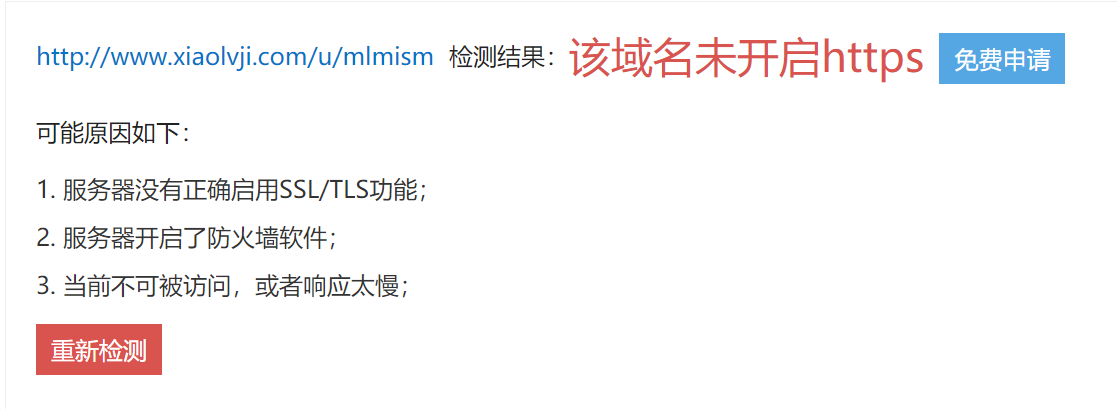 http://www.xiaolvji.com/u/mlmism 检测结果：该域名未开启https 免费申请
可能原因如下：
1. 服务器没有正确启用SSL/TLS功能；
2. 服务器开启了防火墙软件；
3. 当前不可被访问，或者响应太慢；
重新检测